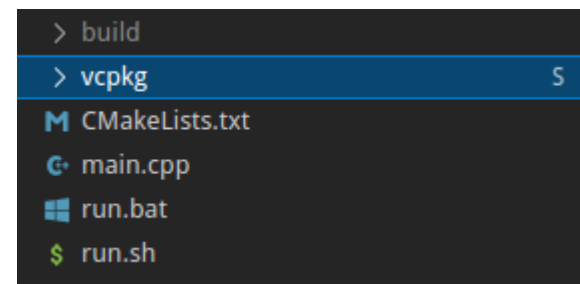 build
vcpkg S
CMakeLists.txt
main.cpp
run.bat
$ run.sh